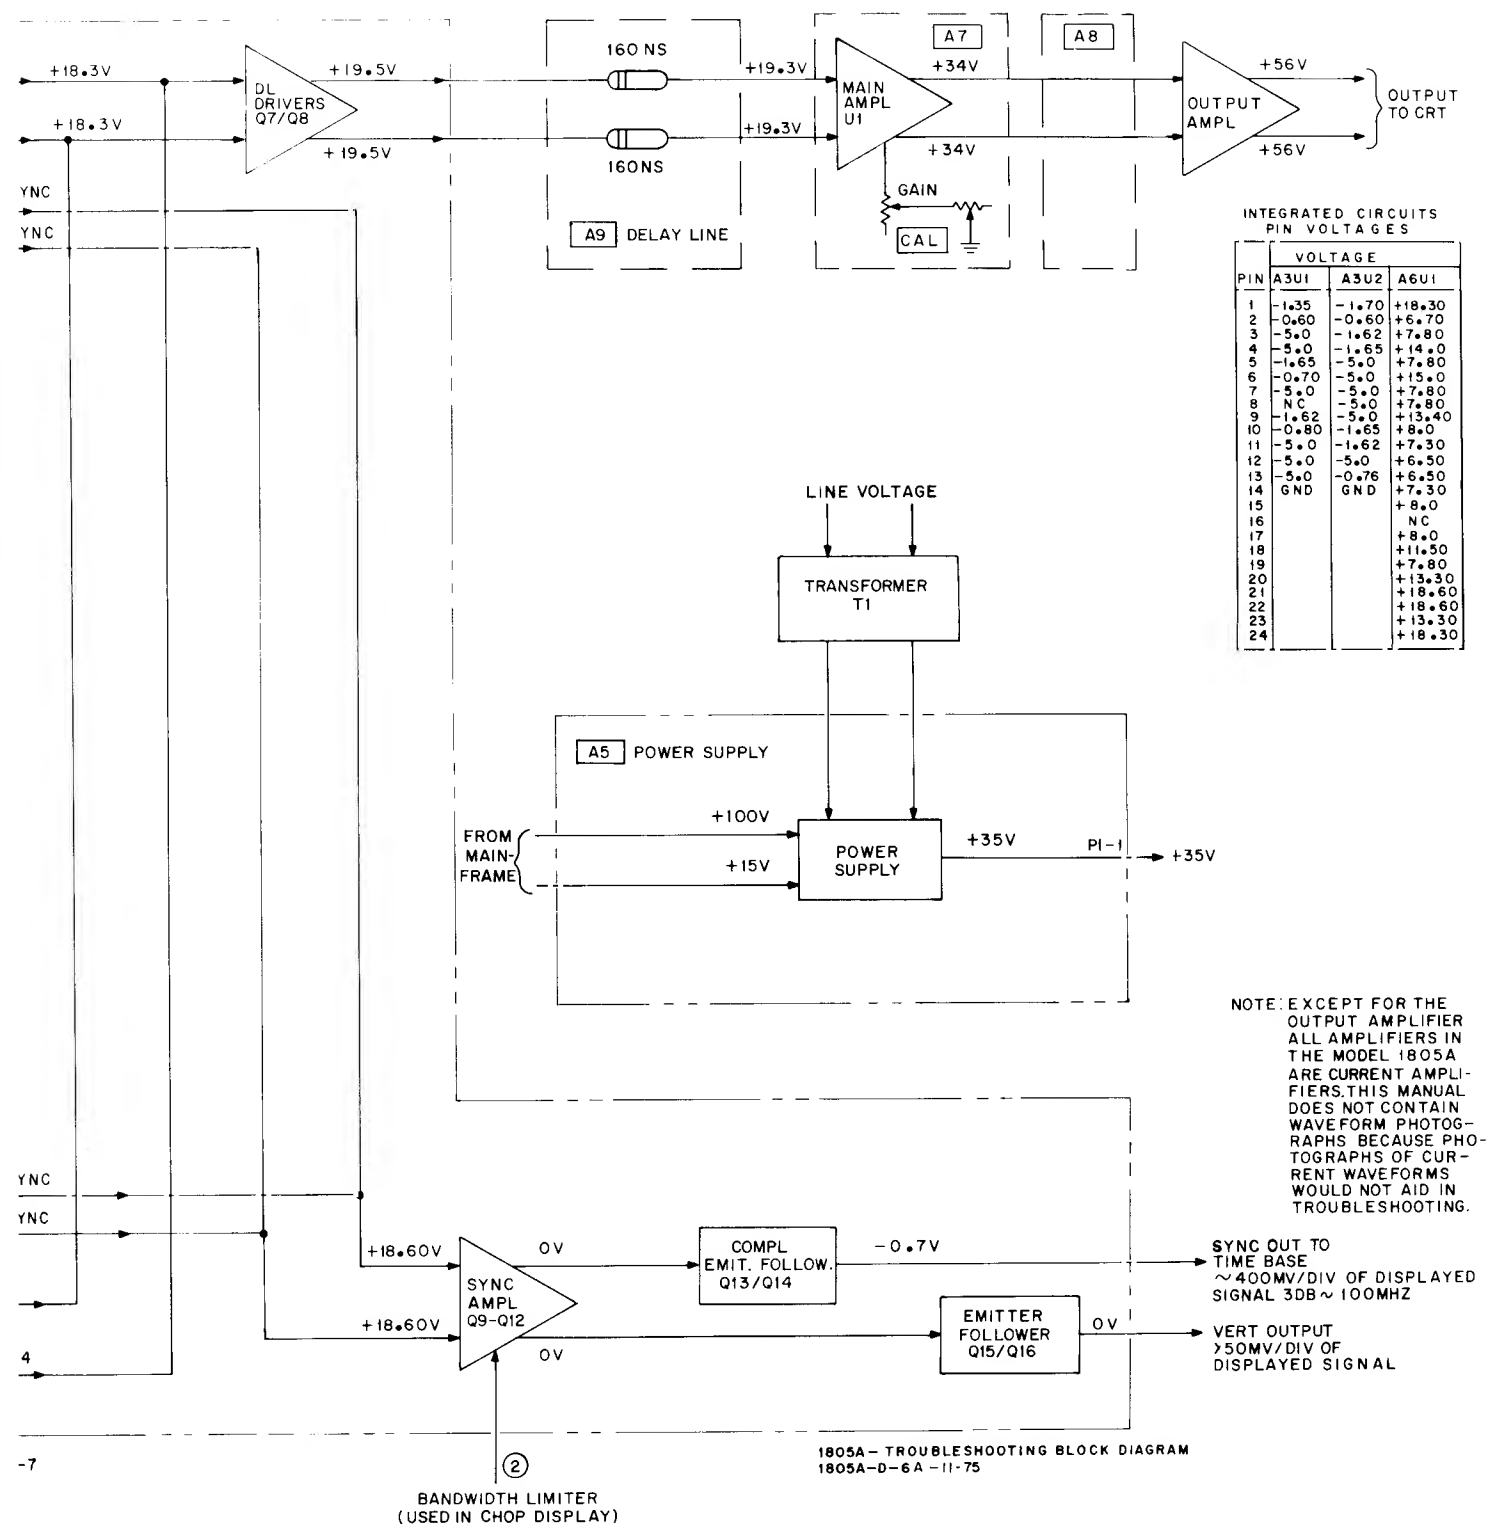 160 NS
A7
A8
+18.3V
+19.5V
+19.3V
+34V
+56V
DL
DRIVERS
Q7/Q8
MAIN
AMPL
U1
OUTPUT
AMPL
OUTPUT
TO CRT
+18.3V
+19.5V
+19.3V
+34V
+56V
160NS
YNC
YNC
GAIN
CAL
A9 DELAY LINE
INTEGRATED CIRCUITS
PIN VOLTAGES
VOLTAGE
PIN A3U1 A3U2 A6U1
1 -1.35 -1.70 +18.30
2 -0.60 -0.60 +6.70
3 -5.0 -1.62 +7.80
4 -5.0 -1.65 +14.0
5 -1.65 -5.0 +7.80
6 -0.70 -5.0 +15.0
7 -5.0 -5.0 +7.80
8 NC -5.0 +7.80
9 -1.62 -5.0 +13.40
10 -0.80 -1.65 +8.0
11 -5.0 -1.62 +7.30
12 -5.0 -5.0 +6.50
13 -5.0 -0.76 +6.50
14 GND GND +7.30
15 +8.0
16 NC
17 +8.0
18 +11.50
19 +7.80
20 +13.30
21 +18.60
22 +18.60
23 +13.30
24 +18.30
LINE VOLTAGE
TRANSFORMER
T1
A5 POWER SUPPLY
FROM
MAIN-
FRAME
+100V
+15V
POWER
SUPPLY
+35V
P1-1
+35V
NOTE: EXCEPT FOR THE
OUTPUT AMPLIFIER
ALL AMPLIFIERS IN
THE MODEL 1805A
ARE CURRENT AMPLI-
FIERS. THIS MANUAL
DOES NOT CONTAIN
WAVEFORM PHOTOG-
RAPHS BECAUSE PHO-
TOGRAPHS OF CUR-
RENT WAVEFORMS
WOULD NOT AID IN
TROUBLESHOOTING.
YNC
YNC
+18.60V
+18.60V
SYNC
AMPL
Q9-Q12
0V
0V
COMPL
EMIT. FOLLOW.
Q13/Q14
-0.7V
SYNC OUT TO
TIME BASE
~400MV/DIV OF DISPLAYED
SIGNAL 3DB ~ 100MHZ
EMITTER
FOLLOWER
Q15/Q16
0V
VERT OUTPUT
>50MV/DIV OF
DISPLAYED SIGNAL
4
-7
2
BANDWIDTH LIMITER
(USED IN CHOP DISPLAY)
1805A-TROUBLESHOOTING BLOCK DIAGRAM
1805A-D-6A-11-75